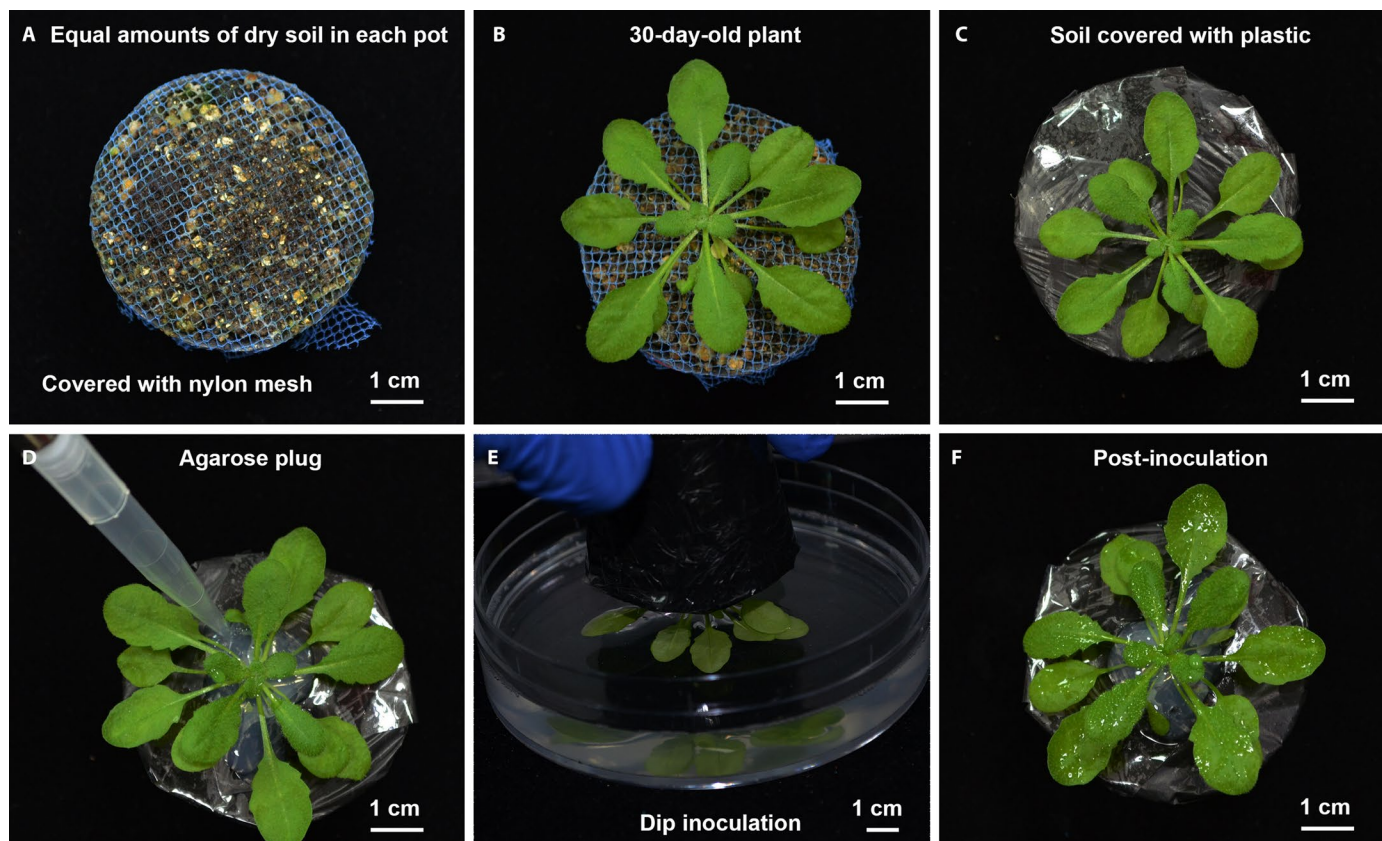 A Equal amounts of dry soil in each pot
Covered with nylon mesh
1 cm
B 30-day-old plant
1 cm
C Soil covered with plastic
1 cm
D Agarose plug
1 cm
E
Dip inoculation
1 cm
F Post-inoculation
1 cm